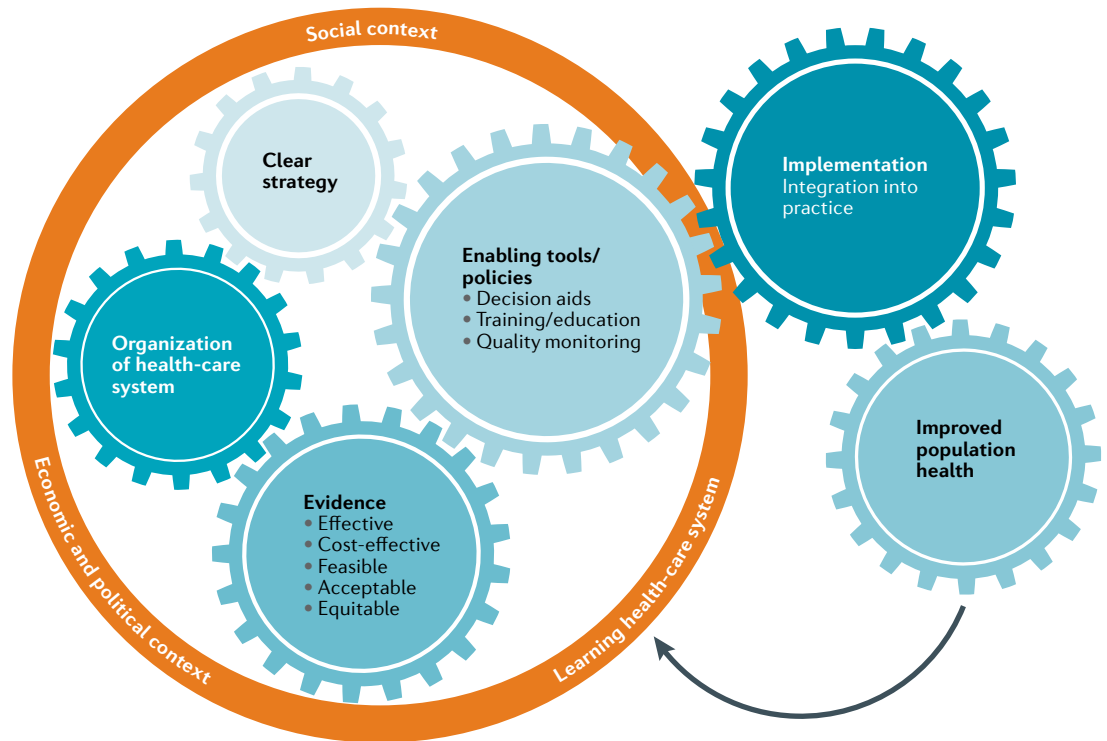 Social context
Clear
strategy
Enabling tools/
policies
• Decision aids
• Training/education
• Quality monitoring
Implementation
Integration into
practice
Organization
of health-care
system
Improved
population
health
Evidence
• Effective
• Cost-effective
• Feasible
• Acceptable
• Equitable
Economic and political context
Learning health-care system